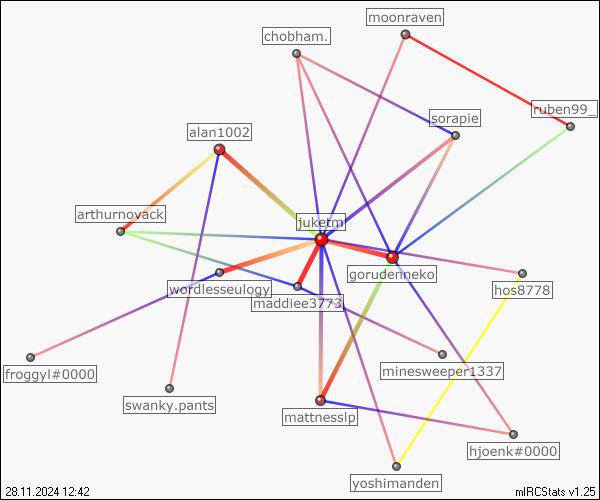 moonraven
chobham.
ruben99_
sorapie
alan1002
arthurnovack
juketm
gorudenneko
wordlesseulogy
hos8778
maddiee3773
froggyl#0000
minesweeper1337
swanky.pants
mattnesslp
hjoenk#0000
yoshimanden
28.11.2024 12:42
mIRCStats v1.25